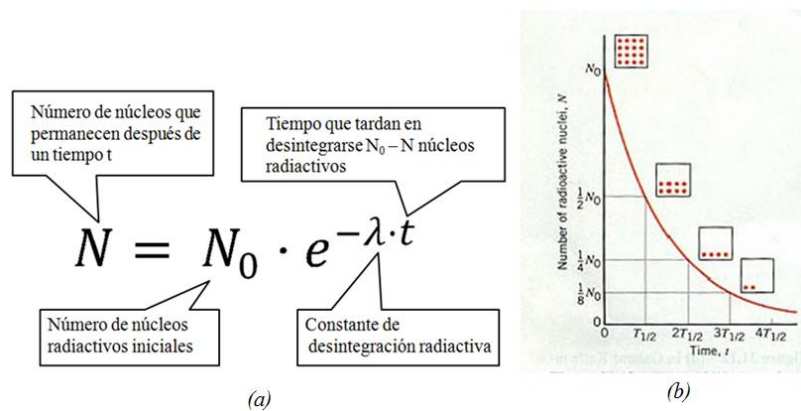 Número de núcleos que
permanecen después de
un tiempo t
Tiempo que tardan en
desintegrarse N₀ – N núcleos
radiactivos
N = N₀ · e^{-λ·t}
Número de núcleos
radiactivos iniciales
Constante de
desintegración radiactiva
(a)
Number of radioactive nuclei, N
N₀
½N₀
¼N₀
⅛N₀
0
0 T₁/₂ 2T₁/₂ 3T₁/₂ 4T₁/₂
Time, t
(b)